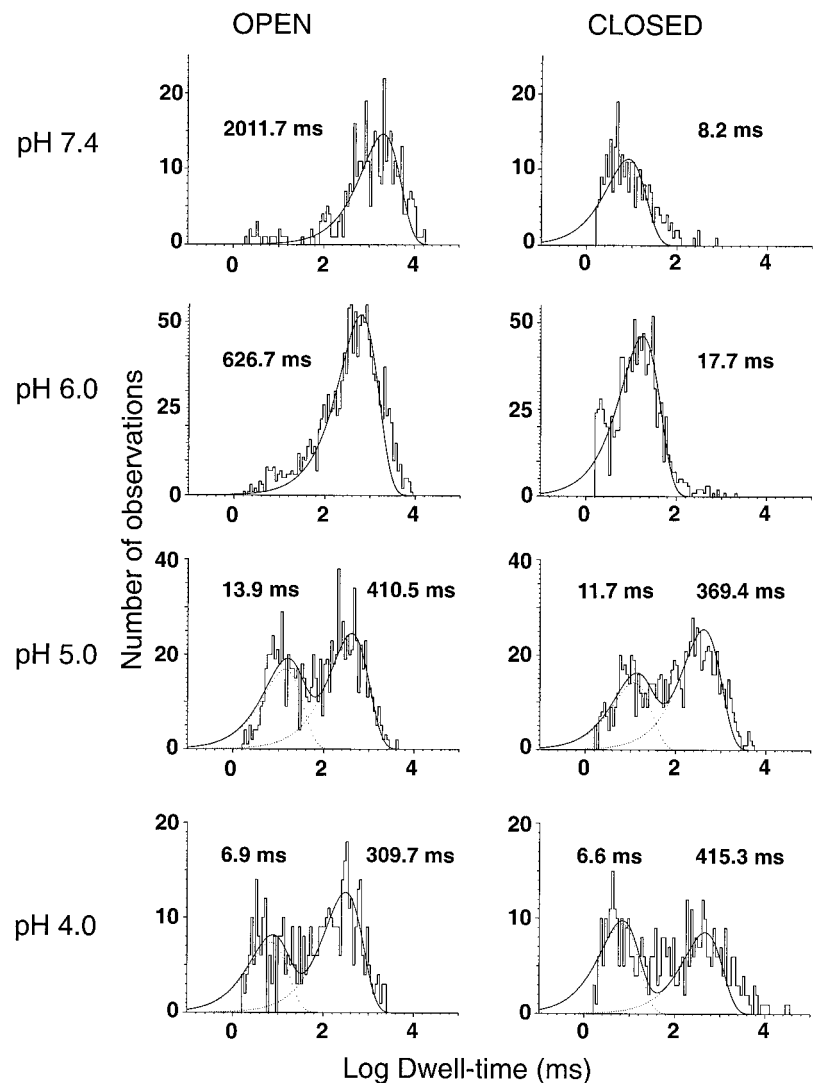 OPEN CLOSED
pH 7.4
20
10
0
2011.7 ms
0 2 4
20
10
0
8.2 ms
0 2 4
pH 6.0
50
25
0
626.7 ms
0 2 4
50
25
0
17.7 ms
0 2 4
Number of observations
pH 5.0
40
20
0
13.9 ms 410.5 ms
0 2 4
40
20
0
11.7 ms 369.4 ms
0 2 4
pH 4.0
20
10
0
6.9 ms 309.7 ms
0 2 4
20
10
0
6.6 ms 415.3 ms
0 2 4
Log Dwell-time (ms)